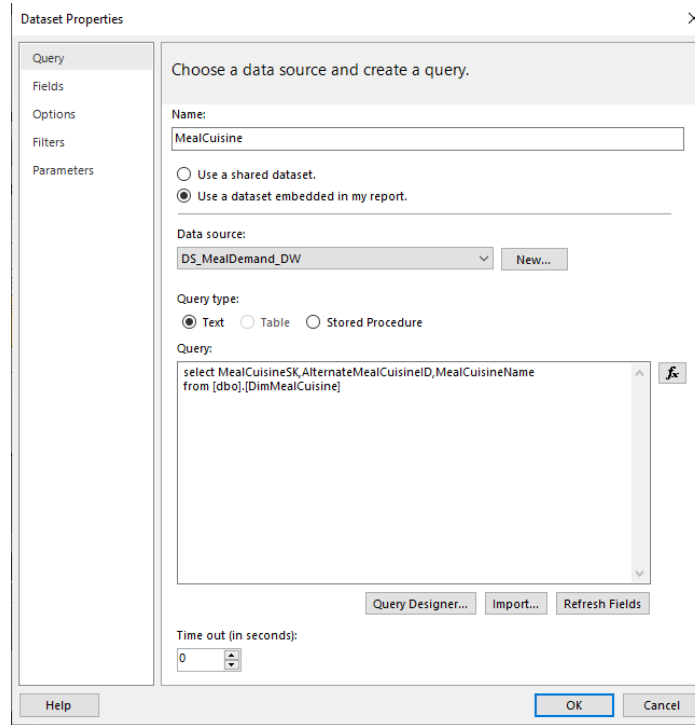 Dataset Properties
Query
Fields
Options
Filters
Parameters
Choose a data source and create a query.
Name:
MealCuisine
Use a shared dataset.
Use a dataset embedded in my report.
Data source:
DS_MealDemand_DW
New...
Query type:
Text
Table
Stored Procedure
Query:
select MealCuisineSK,AlternateMealCuisineID,MealCuisineName
from [dbo].[DimMealCuisine]
fx
Query Designer...
Import...
Refresh Fields
Time out (in seconds):
0
Help
OK
Cancel